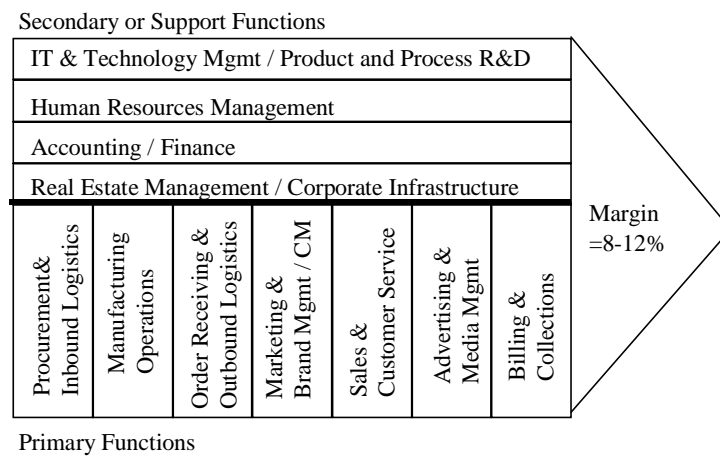 Secondary or Support Functions
IT & Technology Mgmt / Product and Process R&D
Human Resources Management
Accounting / Finance
Real Estate Management / Corporate Infrastructure
Margin
=8-12%
Procurement&
Inbound Logistics
Manufacturing
Operations
Order Receiving &
Outbound Logistics
Marketing &
Brand Mgmt / CM
Sales &
Customer Service
Advertising &
Media Mgmt
Billing &
Collections
Primary Functions